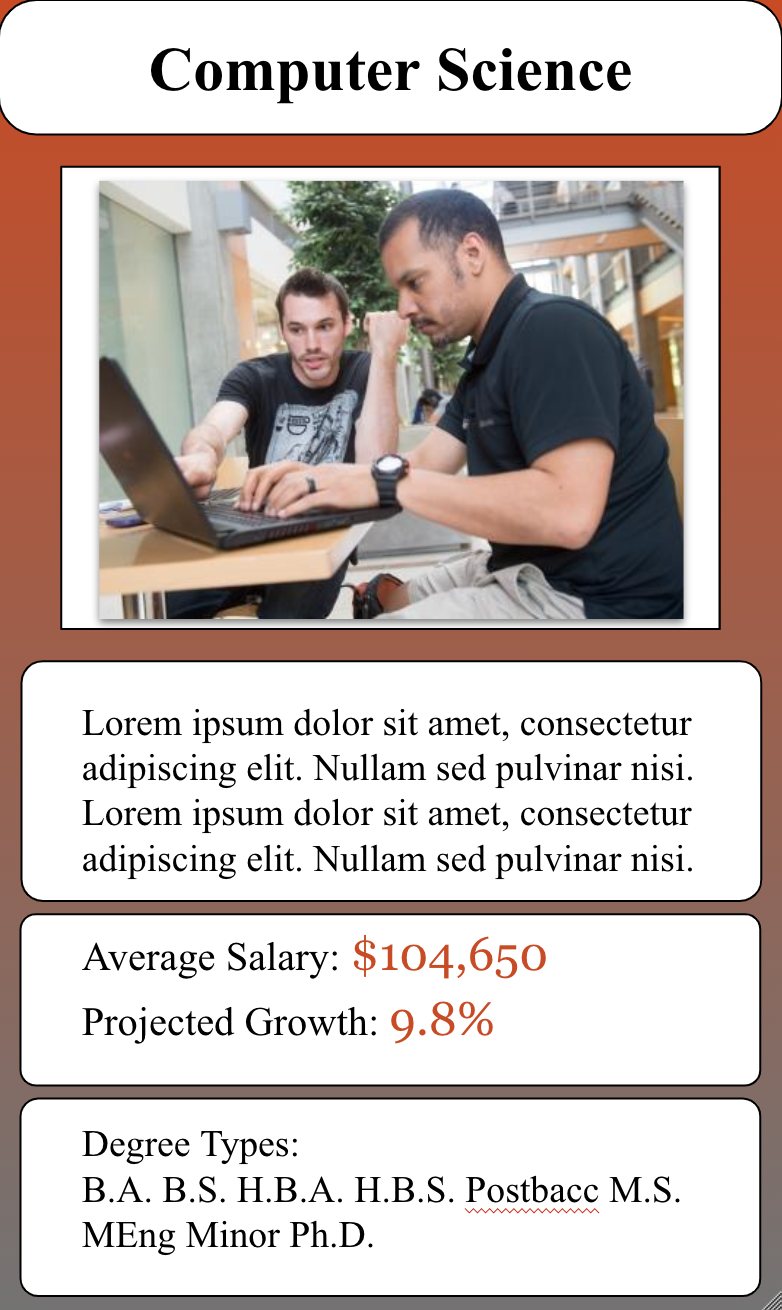 Computer Science
Lorem ipsum dolor sit amet, consectetur
adipiscing elit. Nullam sed pulvinar nisi.
Lorem ipsum dolor sit amet, consectetur
adipiscing elit. Nullam sed pulvinar nisi.
Average Salary: $104,650
Projected Growth: 9.8%
Degree Types:
B.A. B.S. H.B.A. H.B.S. Postbacc M.S.
MEng Minor Ph.D.